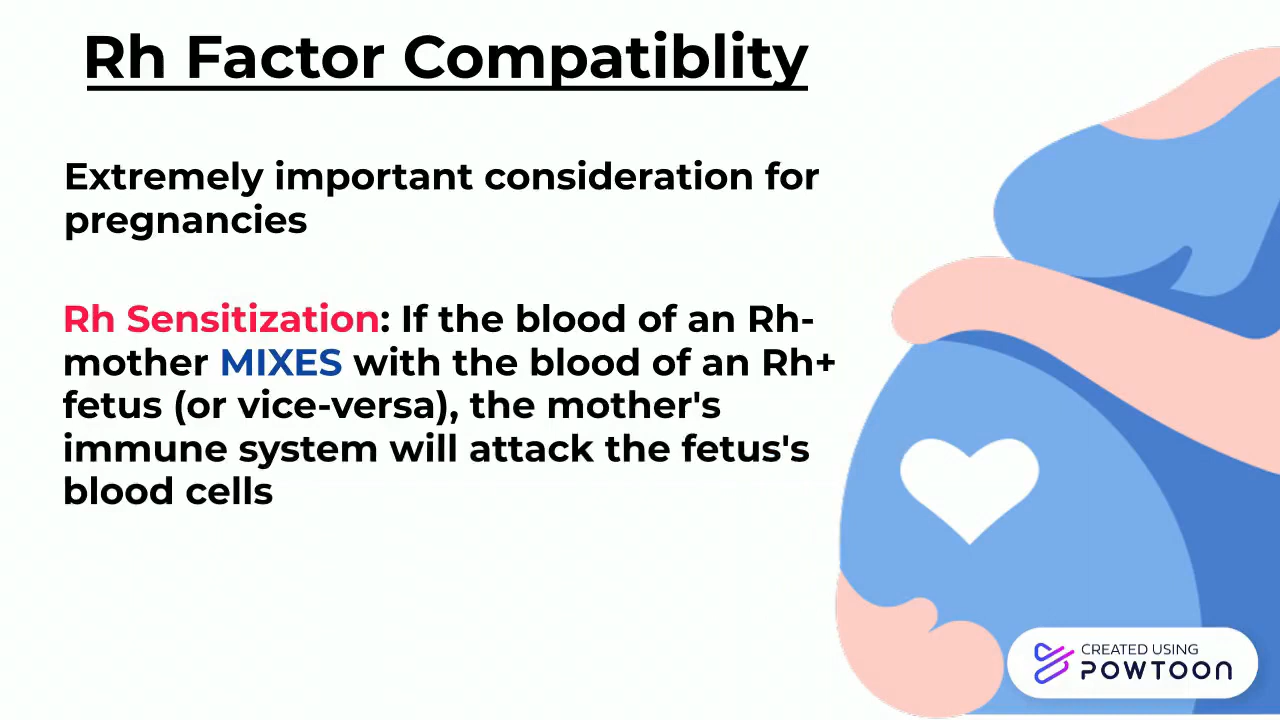 Rh Factor Compatiblity
Extremely important consideration for
pregnancies
Rh Sensitization: If the blood of an Rh-
mother MIXES with the blood of an Rh+
fetus (or vice-versa), the mother's
immune system will attack the fetus's
blood cells
CREATED USING
POWTOON